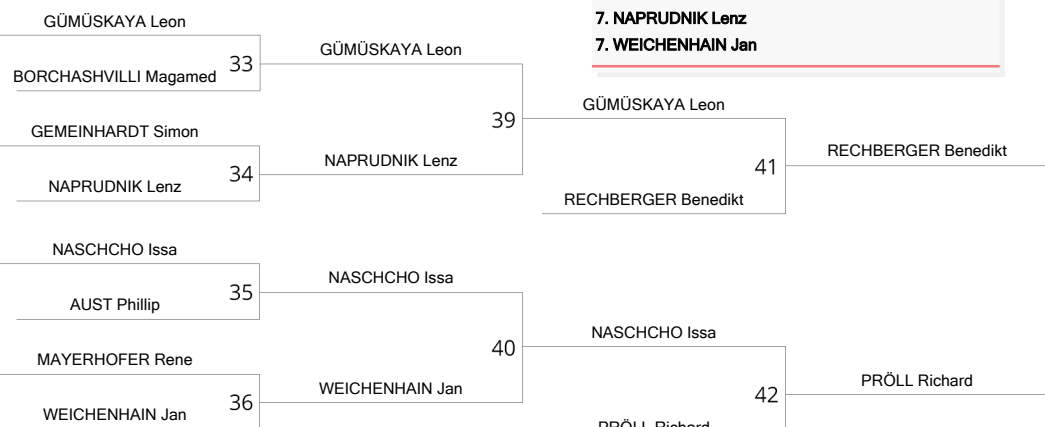 7. NAPRUDNIK Lenz
7. WEICHENHAIN Jan
GÜMÜSKAYA Leon
BORCHASHVILLI Magamed
33
GÜMÜSKAYA Leon
GEMEINHARDT Simon
NAPRUDNIK Lenz
34
NAPRUDNIK Lenz
39
GÜMÜSKAYA Leon
RECHBERGER Benedikt
41
RECHBERGER Benedikt
NASCHCHO Issa
AUST Phillip
35
NASCHCHO Issa
MAYERHOFER Rene
WEICHENHAIN Jan
36
WEICHENHAIN Jan
40
NASCHCHO Issa
PRÖLL Richard
42
PRÖLL Richard